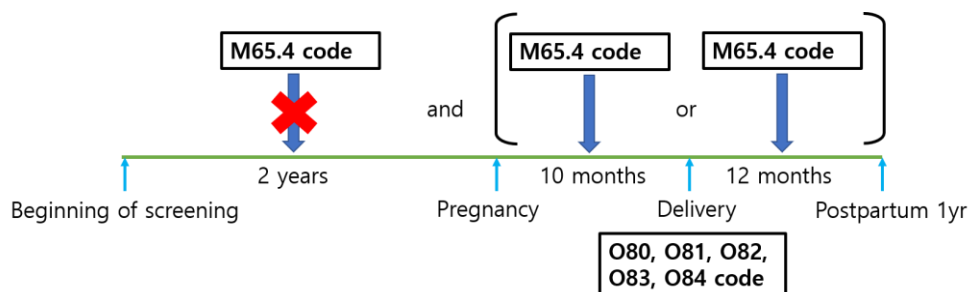 M65.4 code
M65.4 code
M65.4 code
and
or
2 years
10 months
12 months
Beginning of screening
Pregnancy
Delivery
Postpartum 1yr
O80, O81, O82,
O83, O84 code